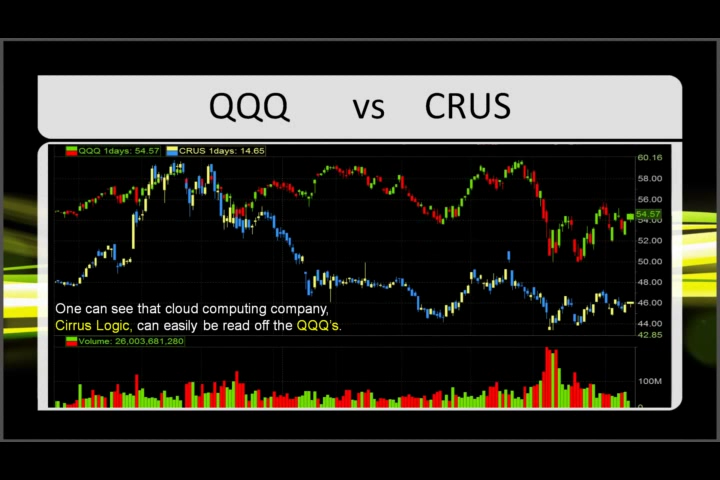 QQQ vs CRUS
QQQ 1days: 54.57 CRUS 1days: 14.65
60.16
58.00
56.00
54.57
54.00
52.00
50.00
48.00
46.00
44.00
42.85
One can see that cloud computing company,
Cirrus Logic, can easily be read off the QQQ's.
Volume: 26,003,681,280
100M
0